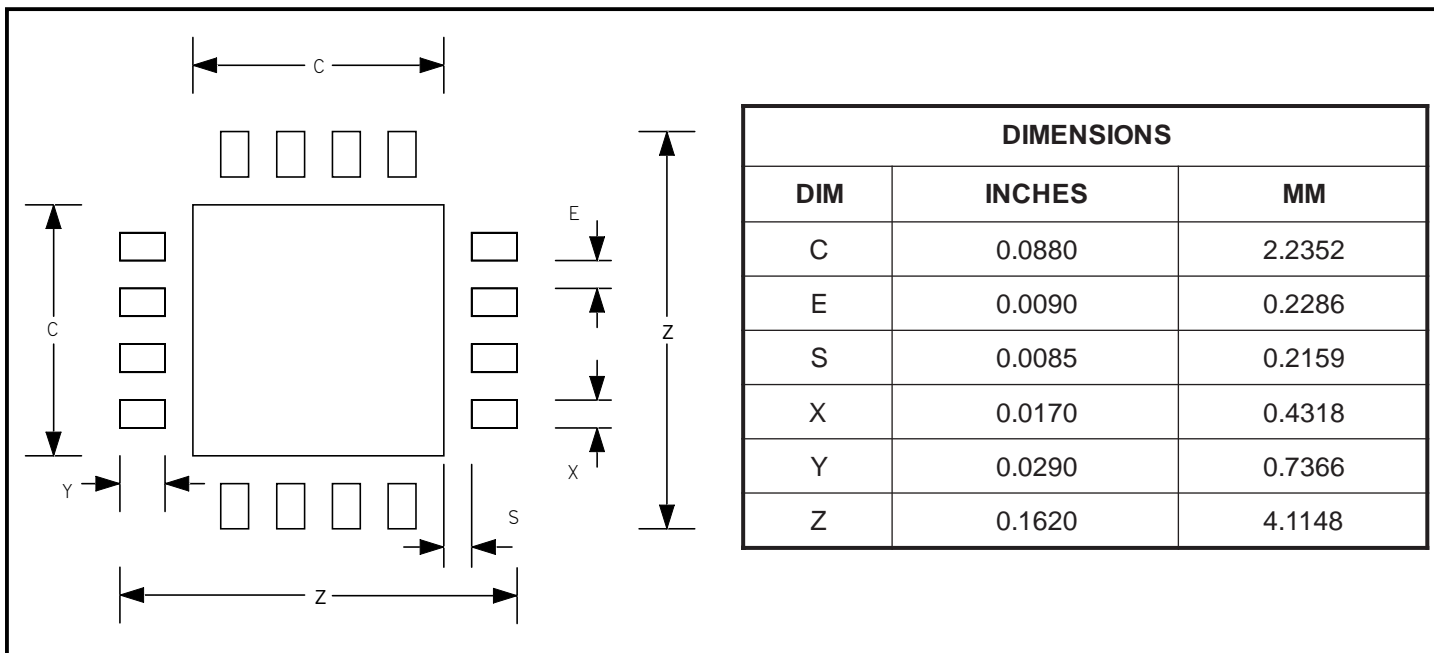 C
C
E
Z
X
Y
S
Z
DIMENSIONS
DIM INCHES MM
C 0.0880 2.2352
E 0.0090 0.2286
S 0.0085 0.2159
X 0.0170 0.4318
Y 0.0290 0.7366
Z 0.1620 4.1148